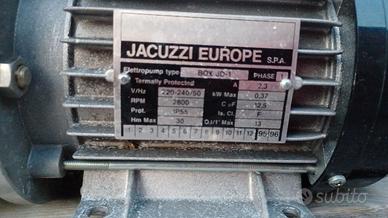 JACUZZI EUROPE S.P.A.
Elettropump type BOX JD-1 PHASE 1
Termally Protected A 2,3
V/Hz 220-240/50 kW Max 0,37
RPM 2800 C µF 12,5
Prot. IP55 Is. Cl. F
Hm Max 30 Q.l/1' Max 13
1 2 3 4 5 6 7 8 9 10 11 12 95 96
subito